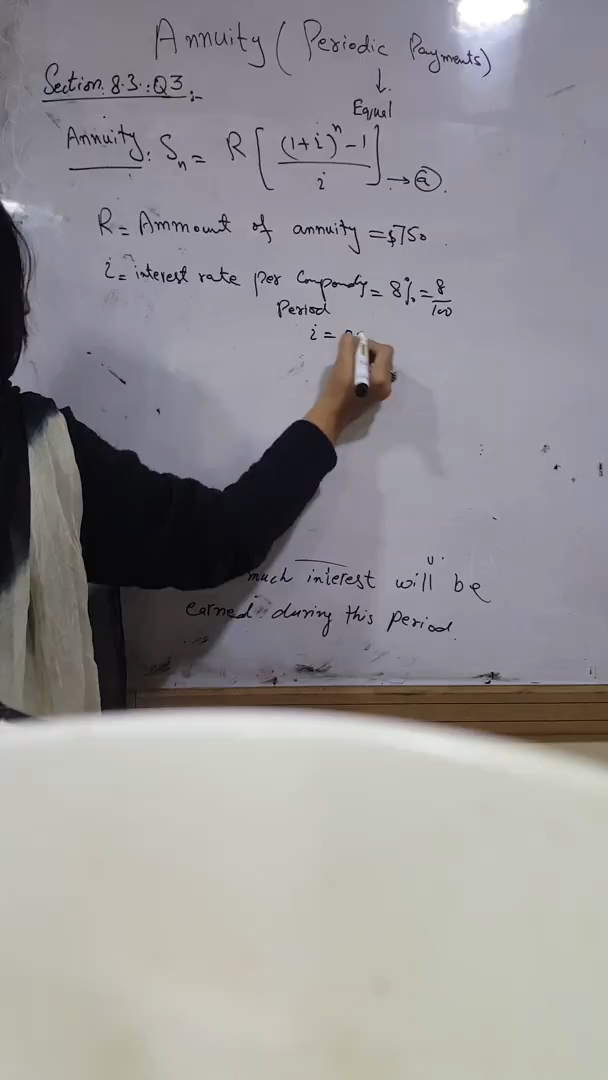 Annuity (Periodic Payments)
Section 8.3: Q3:-
Equal
Annuity: Sn = R [ (1+i)^n - 1 / i ] → (a).
R = Ammount of annuity = $750.
i = interest rate per = 8% = 8/100
Period
i =
much interest will be
earned during this period.